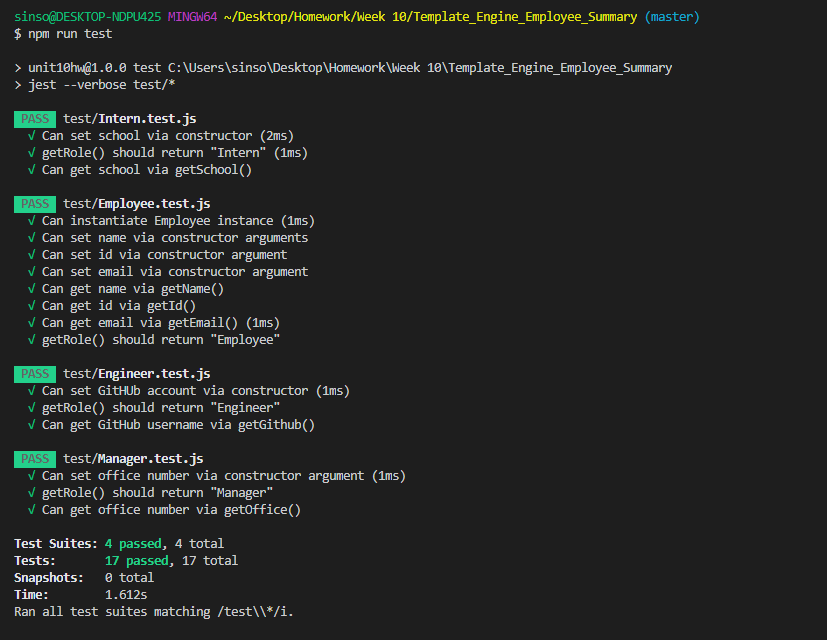 sinso@DESKTOP-NDPU425 MINGW64 ~/Desktop/Homework/Week 10/Template_Engine_Employee_Summary (master)
$ npm run test
> unit10hw@1.0.0 test C:\Users\sinso\Desktop\Homework\Week 10\Template_Engine_Employee_Summary
> jest --verbose test/*
PASS test/Intern.test.js
√ Can set school via constructor (2ms)
√ getRole() should return "Intern" (1ms)
√ Can get school via getSchool()
PASS test/Employee.test.js
√ Can instantiate Employee instance (1ms)
√ Can set name via constructor arguments
√ Can set id via constructor argument
√ Can set email via constructor argument
√ Can get name via getName()
√ Can get id via getId()
√ Can get email via getEmail() (1ms)
√ getRole() should return "Employee"
PASS test/Engineer.test.js
√ Can set GitHUb account via constructor (1ms)
√ getRole() should return "Engineer"
√ Can get GitHub username via getGithub()
PASS test/Manager.test.js
√ Can set office number via constructor argument (1ms)
√ getRole() should return "Manager"
√ Can get office number via getOffice()
Test Suites: 4 passed, 4 total
Tests: 17 passed, 17 total
Snapshots: 0 total
Time: 1.612s
Ran all test suites matching /test\\*/i.